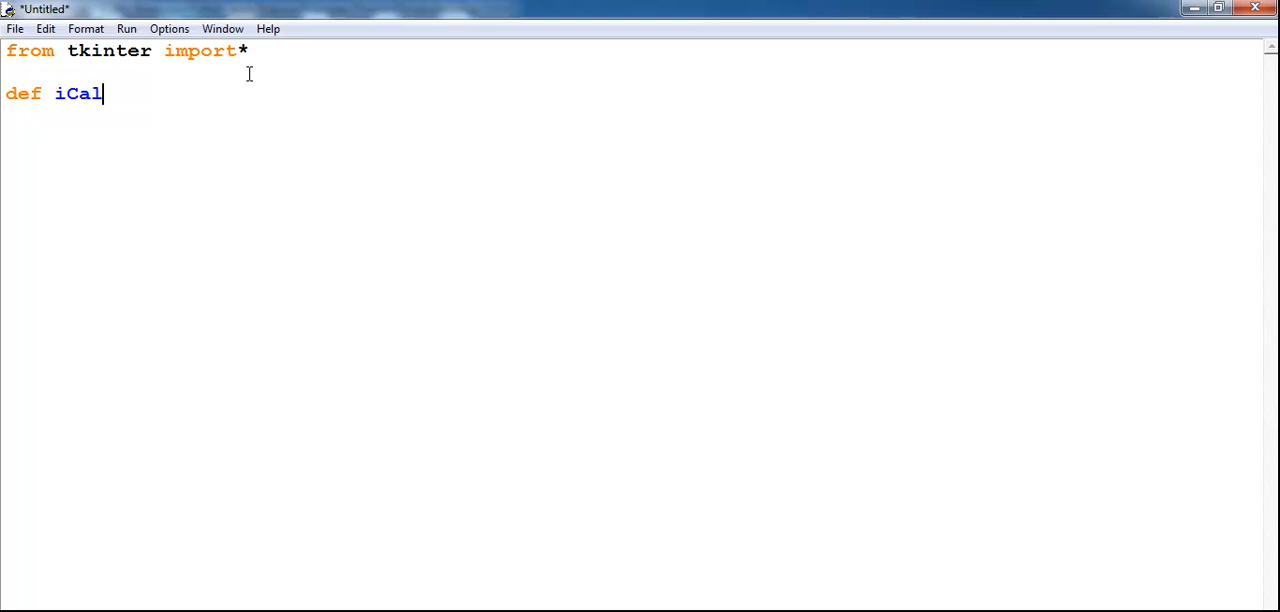 *Untitled*
File Edit Format Run Options Window Help
from tkinter import*
def iCal